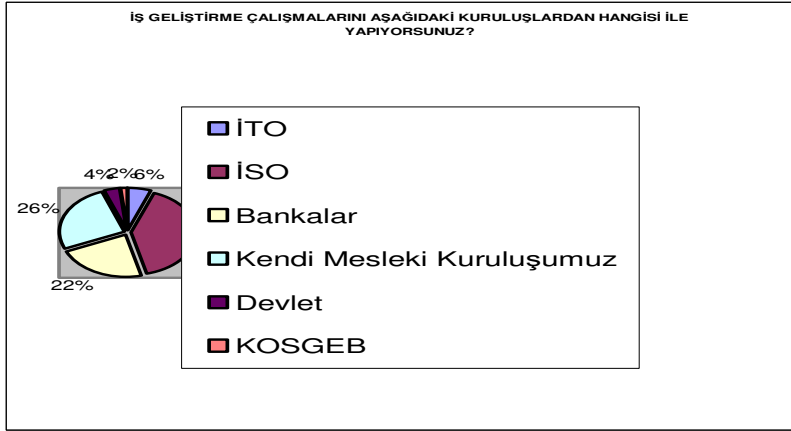 İŞ GELİŞTİRME ÇALIŞMALARINI AŞAĞIDAKİ KURULUŞLARDAN HANGİSİ İLE
YAPIYORSUNUZ?
4% 2% 6%
26%
22%
İTO
İSO
Bankalar
Kendi Mesleki Kuruluşumuz
Devlet
KOSGEB